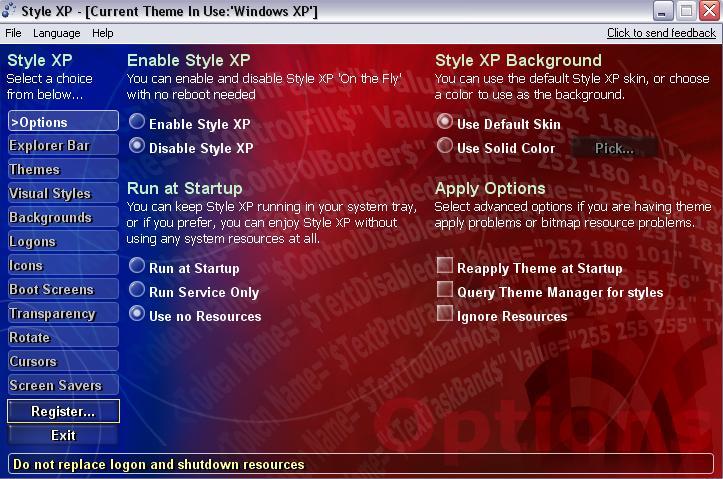 Style XP - [Current Theme In Use:'Windows XP']
File Language Help
Click to send feedback
Style XP
Select a choice
from below...
>Options
Explorer Bar
Themes
Visual Styles
Backgrounds
Logons
Icons
Boot Screens
Transparency
Rotate
Cursors
Screen Savers
Register...
Exit
Enable Style XP
You can enable and disable Style XP 'On the Fly'
with no reboot needed
Enable Style XP
Disable Style XP
Run at Startup
You can keep Style XP running in your system tray,
or if you prefer, you can enjoy Style XP without
using any system resources at all.
Run at Startup
Run Service Only
Use no Resources
Style XP Background
You can use the default Style XP skin, or choose
a color to use as the background.
Use Default Skin
Use Solid Color
Pick...
Apply Options
Select advanced options if you are having theme
apply problems or bitmap resource problems.
Reapply Theme at Startup
Query Theme Manager for styles
Ignore Resources
Options
Do not replace logon and shutdown resources